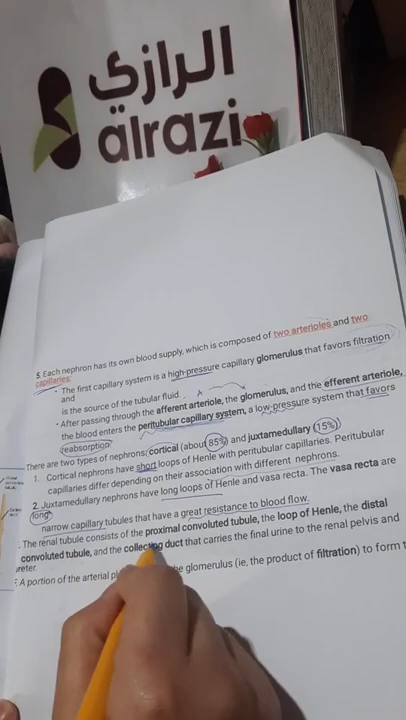 الرازي
alrazi
5. Each nephron has its own blood supply, which is composed of two arterioles and two
capillaries:
• The first capillary system is a high-pressure capillary glomerulus that favors filtration
and
is the source of the tubular fluid.
• After passing through the afferent arteriole, the glomerulus, and the efferent arteriole,
the blood enters the peritubular capillary system, a low-pressure system that favors
reabsorption
There are two types of nephrons: cortical (about 85%) and juxtamedullary (15%)
1. Cortical nephrons have short loops of Henle with peritubular capillaries. Peritubular
capillaries differ depending on their association with different nephrons.
2. Juxtamedullary nephrons have long loops of Henle and vasa recta. The vasa recta are
long,
narrow capillary tubules that have a great resistance to blood flow.
The renal tubule consists of the proximal convoluted tubule, the loop of Henle, the distal
convoluted tubule, and the collecting duct that carries the final urine to the renal pelvis and
ureter.
A portion of the arterial the glomerulus (ie, the product of filtration) to form